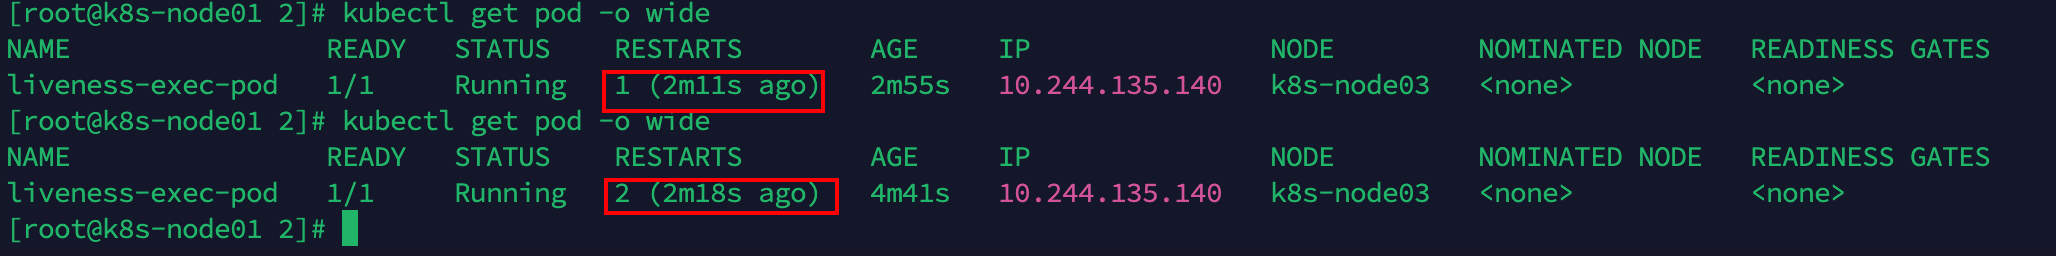 [root@k8s-node01 2]# kubectl get pod -o wide
NAME READY STATUS RESTARTS AGE IP NODE NOMINATED NODE READINESS GATES
liveness-exec-pod 1/1 Running 1 (2m11s ago) 2m55s 10.244.135.140 k8s-node03 <none> <none>
[root@k8s-node01 2]# kubectl get pod -o wide
NAME READY STATUS RESTARTS AGE IP NODE NOMINATED NODE READINESS GATES
liveness-exec-pod 1/1 Running 2 (2m18s ago) 4m41s 10.244.135.140 k8s-node03 <none> <none>
[root@k8s-node01 2]#